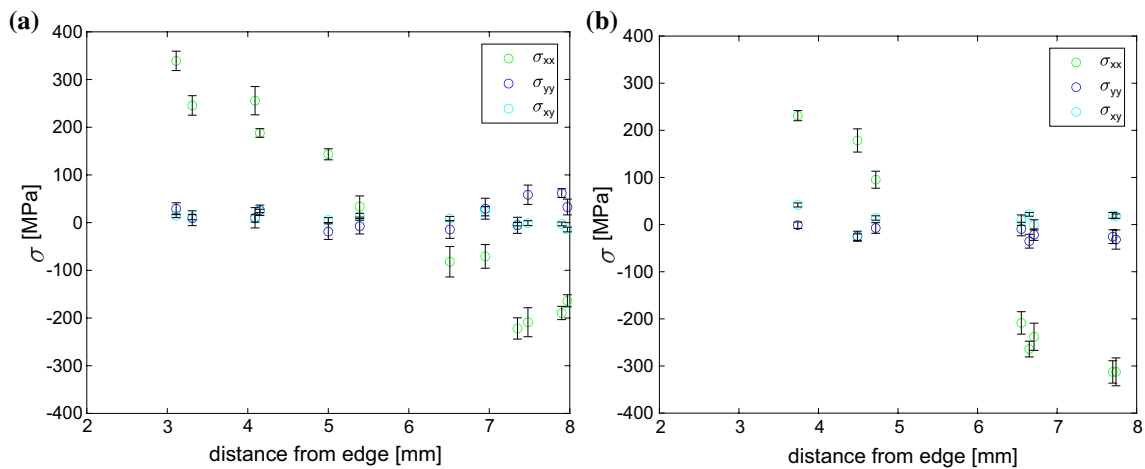 (a)
400
300
200
100
0
-100
-200
-300
-400
σ [MPa]
2 3 4 5 6 7 8
distance from edge [mm]
σxx
σyy
σxy
(b)
400
300
200
100
0
-100
-200
-300
-400
σ [MPa]
2 3 4 5 6 7 8
distance from edge [mm]
σxx
σyy
σxy